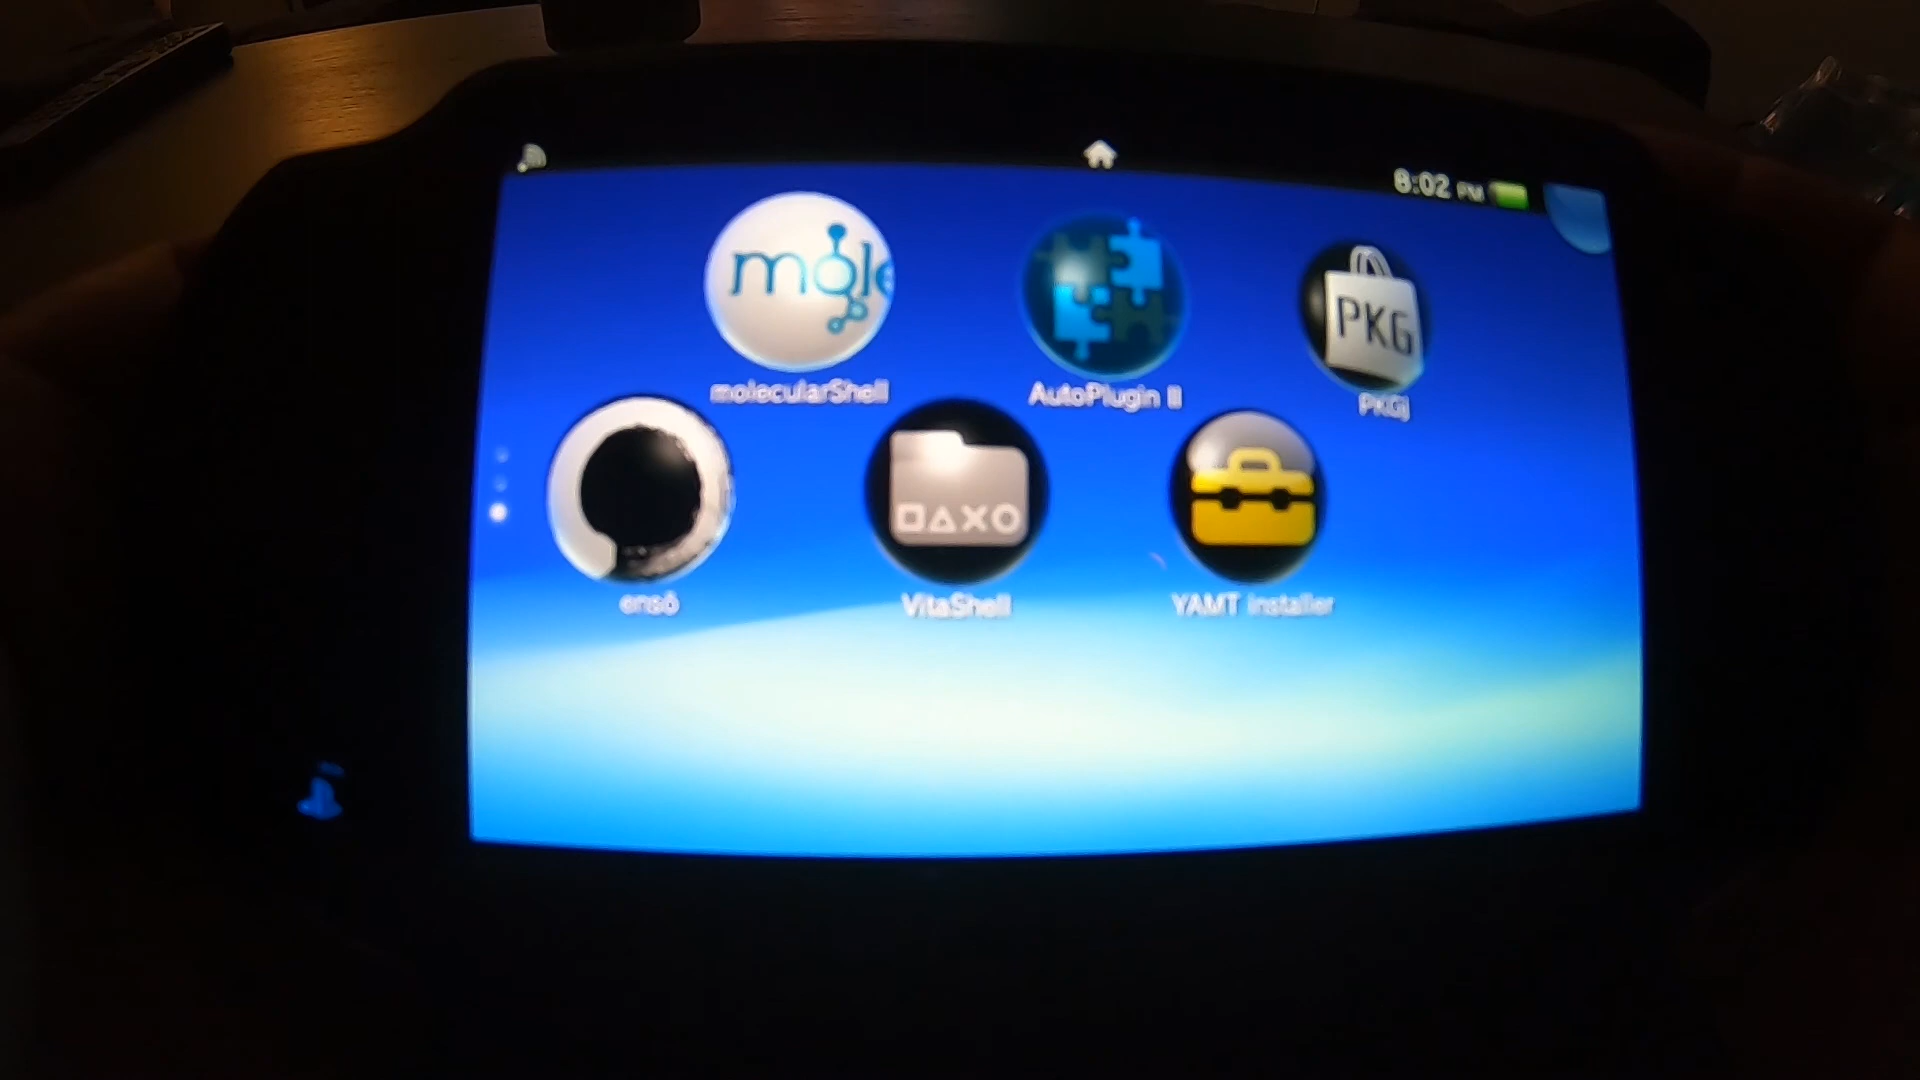 8:02 PM
mole
PKG
molecularShell
AutoPlugin II
PKGj
ensō
VitaShell
YAMT installer